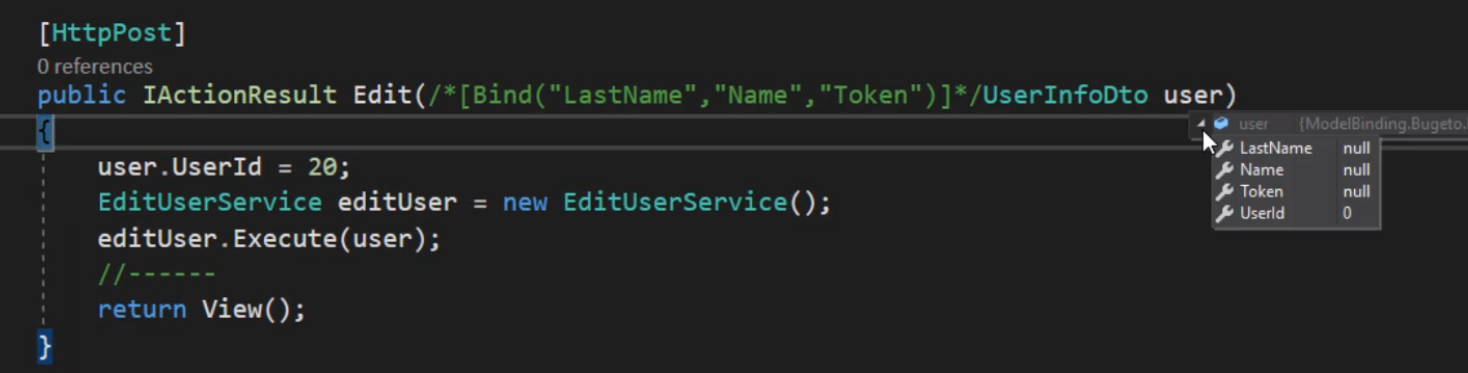 [HttpPost]
0 references
public IActionResult Edit(/*[Bind("LastName","Name","Token")]*/UserInfoDto user)
{
user {ModelBinding.Bugeto.
LastName null
Name null
Token null
UserId 0
user.UserId = 20;
EditUserService editUser = new EditUserService();
editUser.Execute(user);
//------
return View();
}